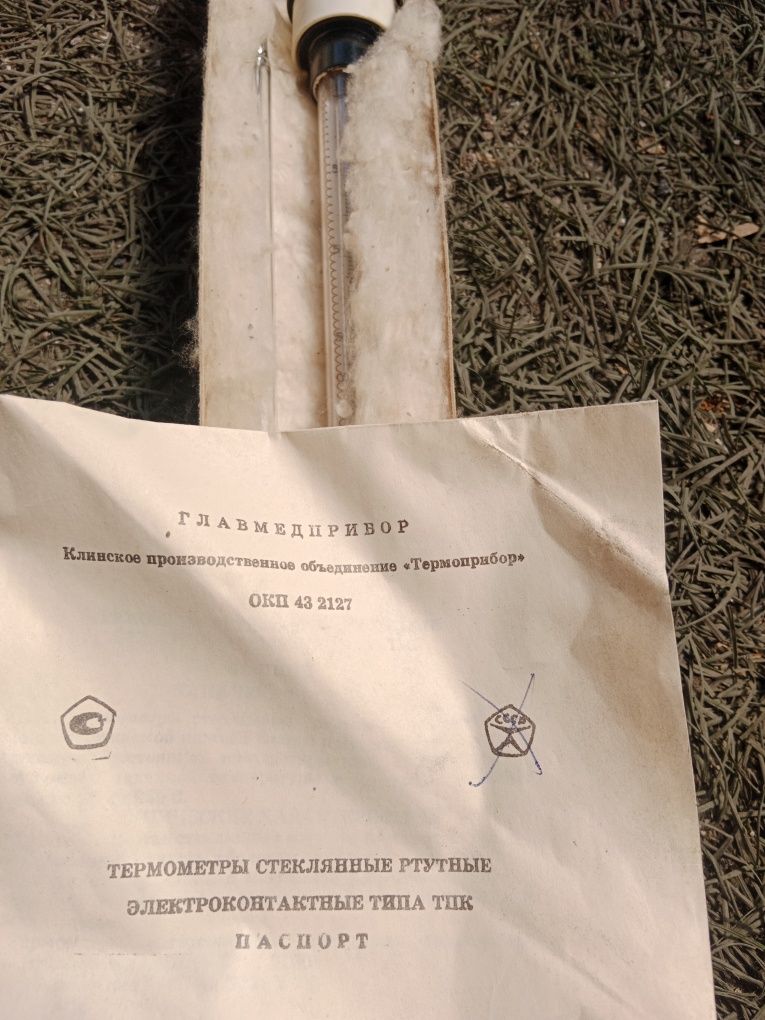 ГЛАВМЕДПРИБОР
Клинское производственное объединение «Термоприбор»
ОКП 43 2127
СССР
ТЕРМОМЕТРЫ СТЕКЛЯННЫЕ РТУТНЫЕ
ЭЛЕКТРОКОНТАКТНЫЕ ТИПА ТПК
ПАСПОРТ